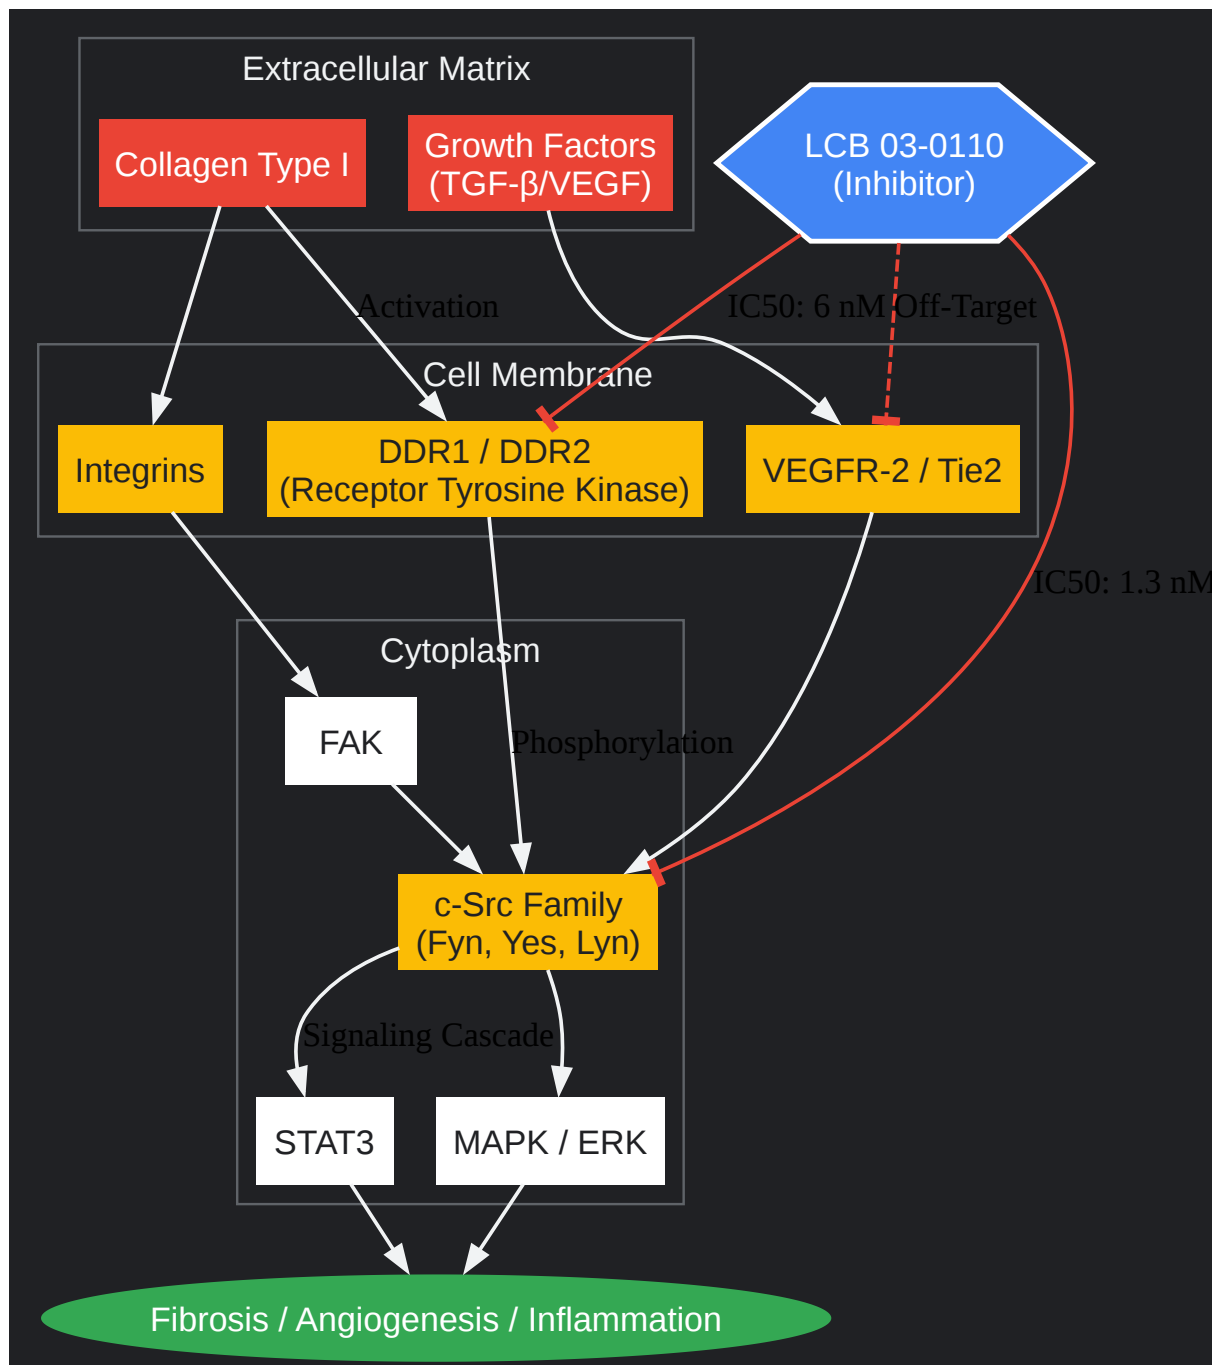 Extracellular Matrix
Collagen Type I
Growth Factors
(TGF-β/VEGF)
LCB 03-0110
(Inhibitor)
Activation
IC50: 6 nM
Off-Target
Cell Membrane
Integrins
DDR1 / DDR2
(Receptor Tyrosine Kinase)
VEGFR-2 / Tie2
IC50: 1.3 nM
Cytoplasm
FAK
Phosphorylation
c-Src Family
(Fyn, Yes, Lyn)
Signaling Cascade
STAT3
MAPK / ERK
Fibrosis / Angiogenesis / Inflammation